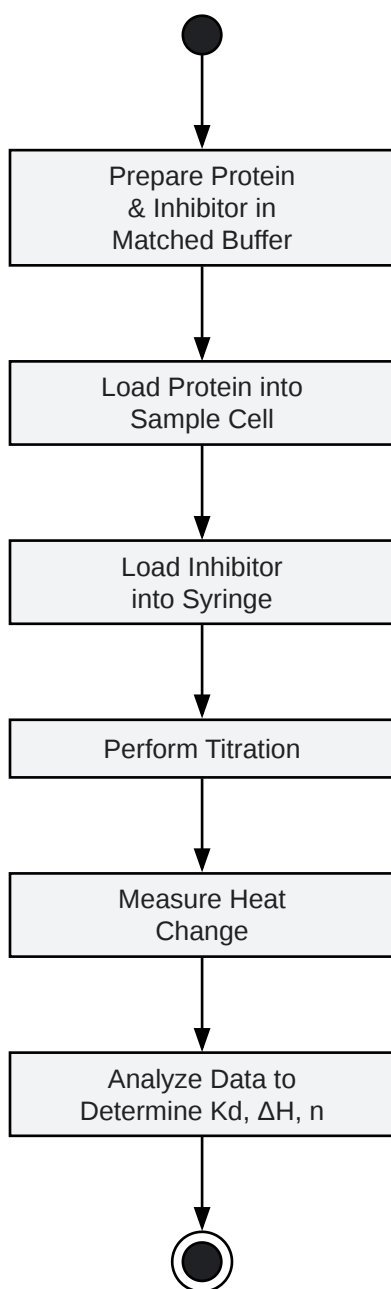 Prepare Protein
& Inhibitor in
Matched Buffer
Load Protein into
Sample Cell
Load Inhibitor
into Syringe
Perform Titration
Measure Heat
Change
Analyze Data to
Determine Kd, ΔH, n